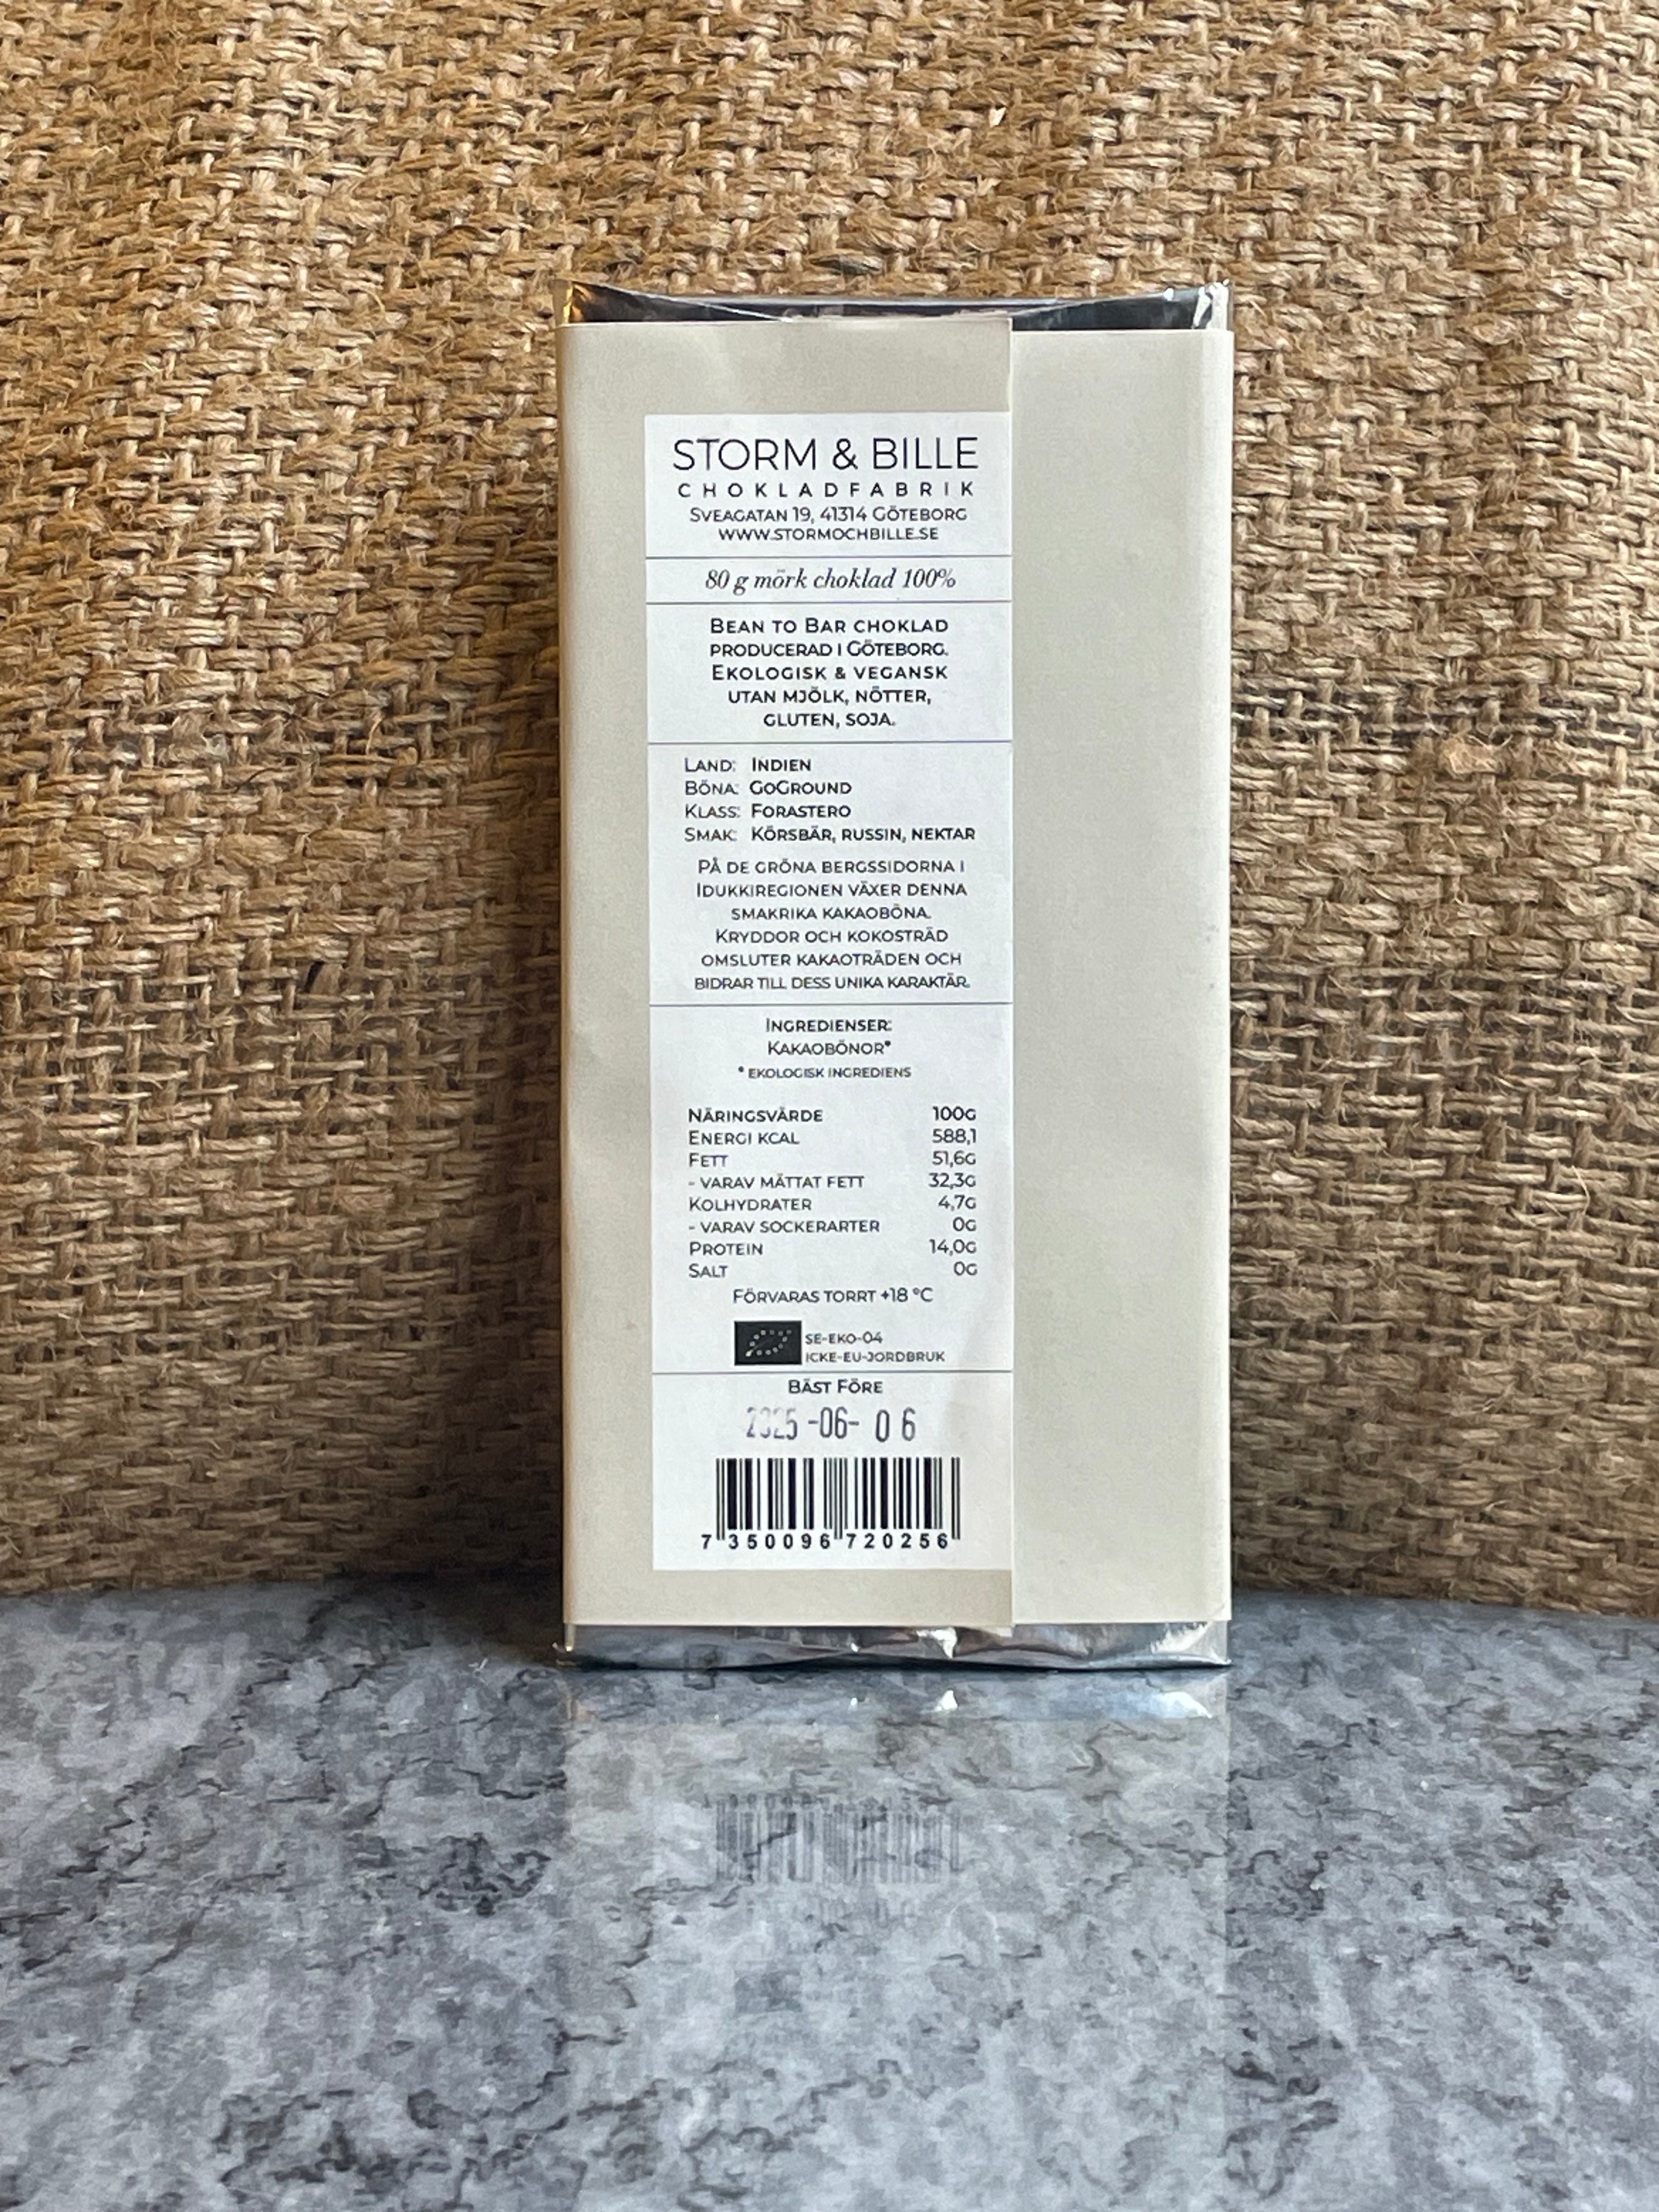 STORM & BILLE
CHOKLADFABRIK
SVEAGATAN 19, 41314 GÖTEBORG
WWW.STORMOCHBILLE.SE
80 g mörk choklad 100%
BEAN TO BAR CHOKLAD
PRODUCERAD I GÖTEBORG.
EKOLOGISK & VEGANSK
UTAN MJÖLK, NÖTTER,
GLUTEN, SOJA.
LAND: INDIEN
BÖNA: GOGROUND
KLASS: FORASTERO
SMAK: KÖRSBÄR, RUSSIN, NEKTAR
PÅ DE GRÖNA BERGSSIDORNA I
IDUKKIREGIONEN VÄXER DENNA
SMAKRIKA KAKAOBÖNA.
KRYDDOR OCH KOKOSTRÄD
OMSLUTER KAKAOTRÄDEN OCH
BIDRAR TILL DESS UNIKA KARAKTÄR.
INGREDIENSER:
KAKAOBÖNOR*
* EKOLOGISK INGREDIENS
NÄRINGSVÄRDE 100G
ENERGI KCAL 588,1
FETT 51,6G
- VARAV MÄTTAT FETT 32,3G
KOLHYDRATER 4,7G
- VARAV SOCKERARTER 0G
PROTEIN 14,0G
SALT 0G
FÖRVARAS TORRT +18 °C
SE-EKO-04
ICKE-EU-JORDBRUK
BÄST FÖRE
2025-06-06
7 350096 720256